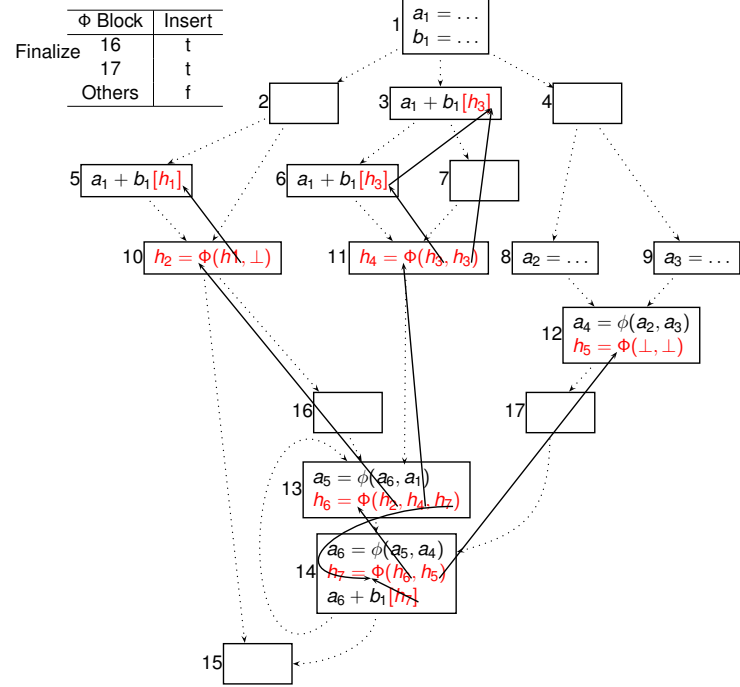 Φ Block Insert
Finalize 16 t
17 t
Others f
1 a₁ = …
b₁ = …
2
3 a₁ + b₁[h₃]
4
5 a₁ + b₁[h₁]
6 a₁ + b₁[h₃]
7
10 h₂ = Φ(h1, ⊥)
11 h₄ = Φ(h₃, h₃)
8 a₂ = …
9 a₃ = …
12 a₄ = ϕ(a₂, a₃)
h₅ = Φ(⊥, ⊥)
16
17
13 a₅ = ϕ(a₆, a₁)
h₆ = Φ(h₂, h₄, h₇)
14 a₆ = ϕ(a₅, a₄)
h₇ = Φ(h₆, h₅)
a₆ + b₁[h₇]
15